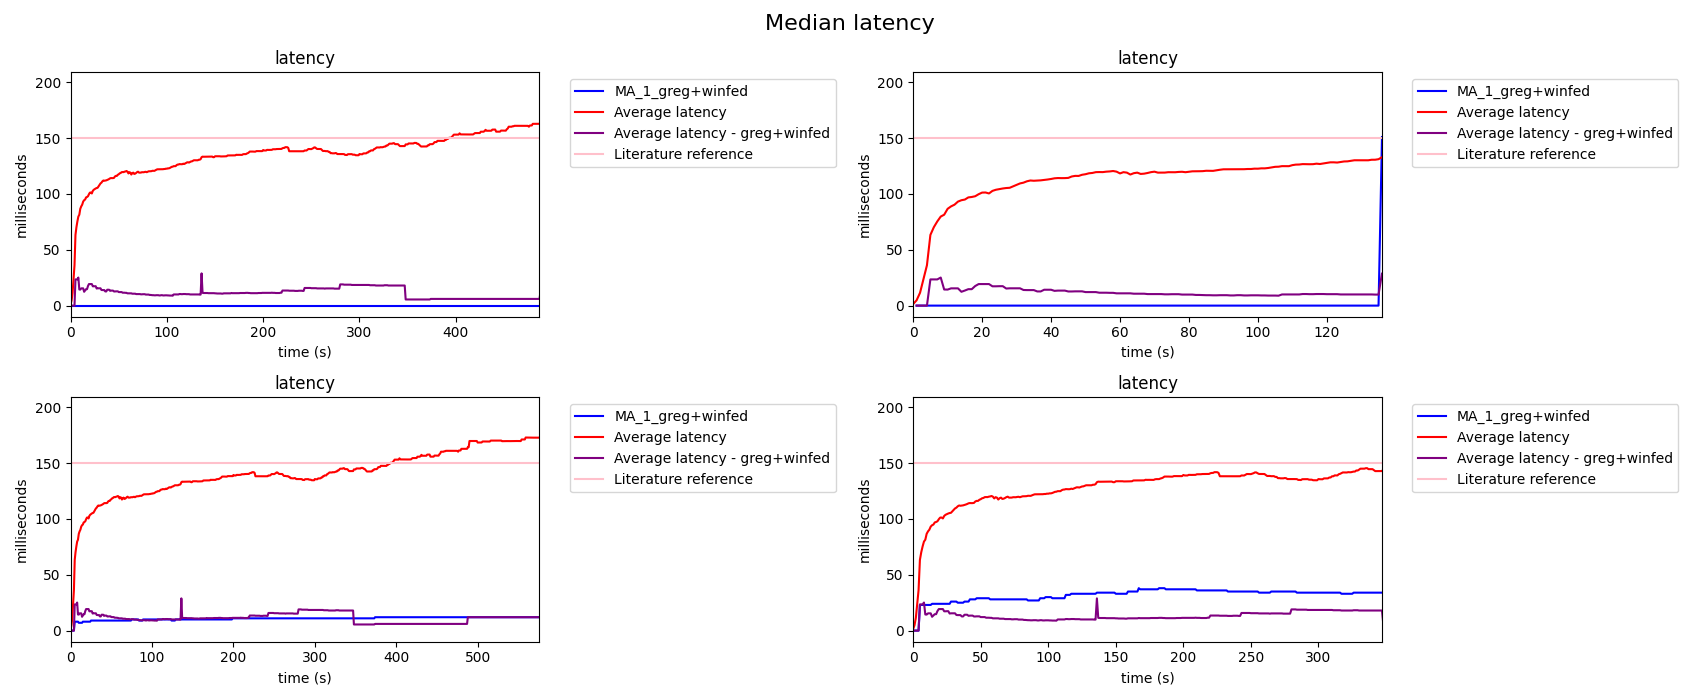 Median latency
latency
200
150
100
50
0
milliseconds
0 100 200 300 400
time (s)
MA_1_greg+winfed
Average latency
Average latency - greg+winfed
Literature reference
latency
200
150
100
50
0
milliseconds
0 20 40 60 80 100 120
time (s)
MA_1_greg+winfed
Average latency
Average latency - greg+winfed
Literature reference
latency
200
150
100
50
0
milliseconds
0 100 200 300 400 500
time (s)
MA_1_greg+winfed
Average latency
Average latency - greg+winfed
Literature reference
latency
200
150
100
50
0
milliseconds
0 50 100 150 200 250 300
time (s)
MA_1_greg+winfed
Average latency
Average latency - greg+winfed
Literature reference